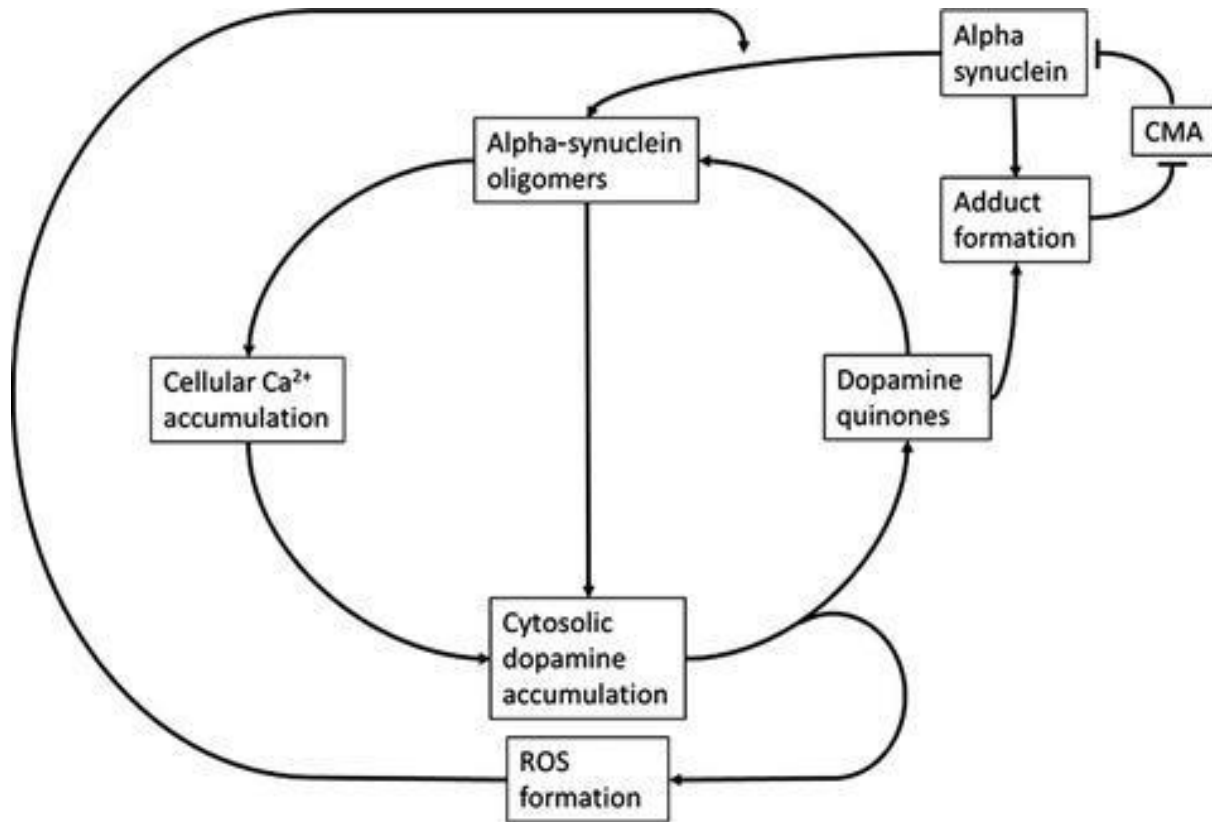 Alpha
synuclein
CMA
Alpha-synuclein
oligomers
Adduct
formation
Cellular Ca²⁺
accumulation
Dopamine
quinones
Cytosolic
dopamine
accumulation
ROS
formation